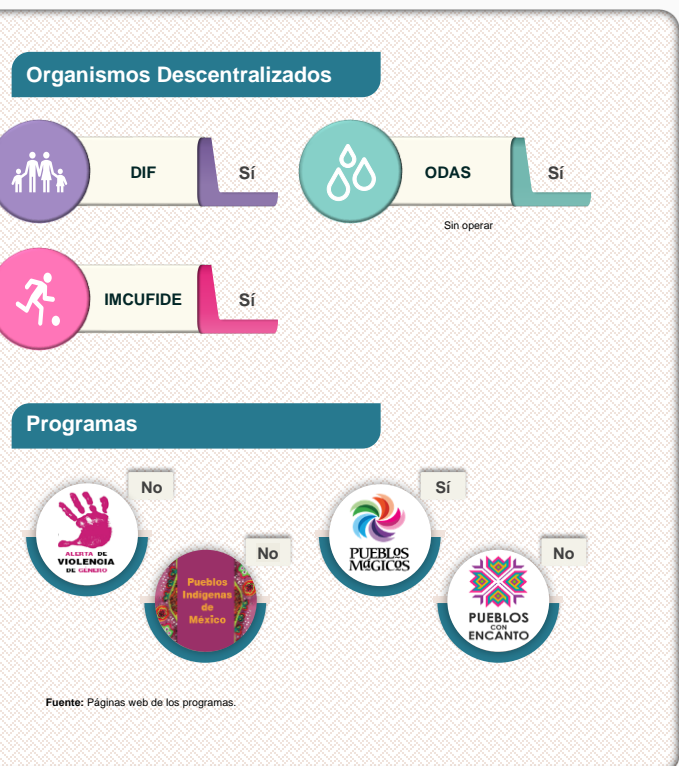 Organismos Descentralizados
DIF
Sí
ODAS
Sí
Sin operar
IMCUFIDE
Sí
Programas
No
ALERTA DE
VIOLENCIA
DE GÉNERO
No
Pueblos
Indígenas
de
México
Sí
PUEBLOS
MáGICOS
No
PUEBLOS
CON
ENCANTO
Fuente: Páginas web de los programas.